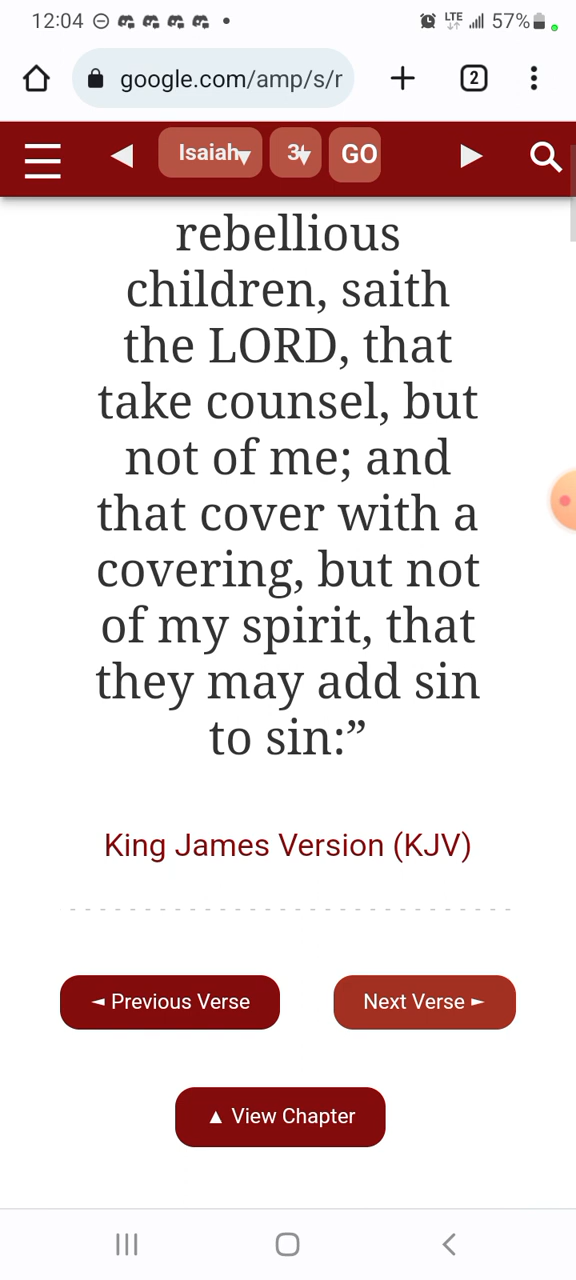 12:04 LTE 57%
google.com/amp/s/r 2
Isaiah 3 GO
rebellious
children, saith
the LORD, that
take counsel, but
not of me; and
that cover with a
covering, but not
of my spirit, that
they may add sin
to sin:”
King James Version (KJV)
◄ Previous Verse Next Verse ►
▲ View Chapter